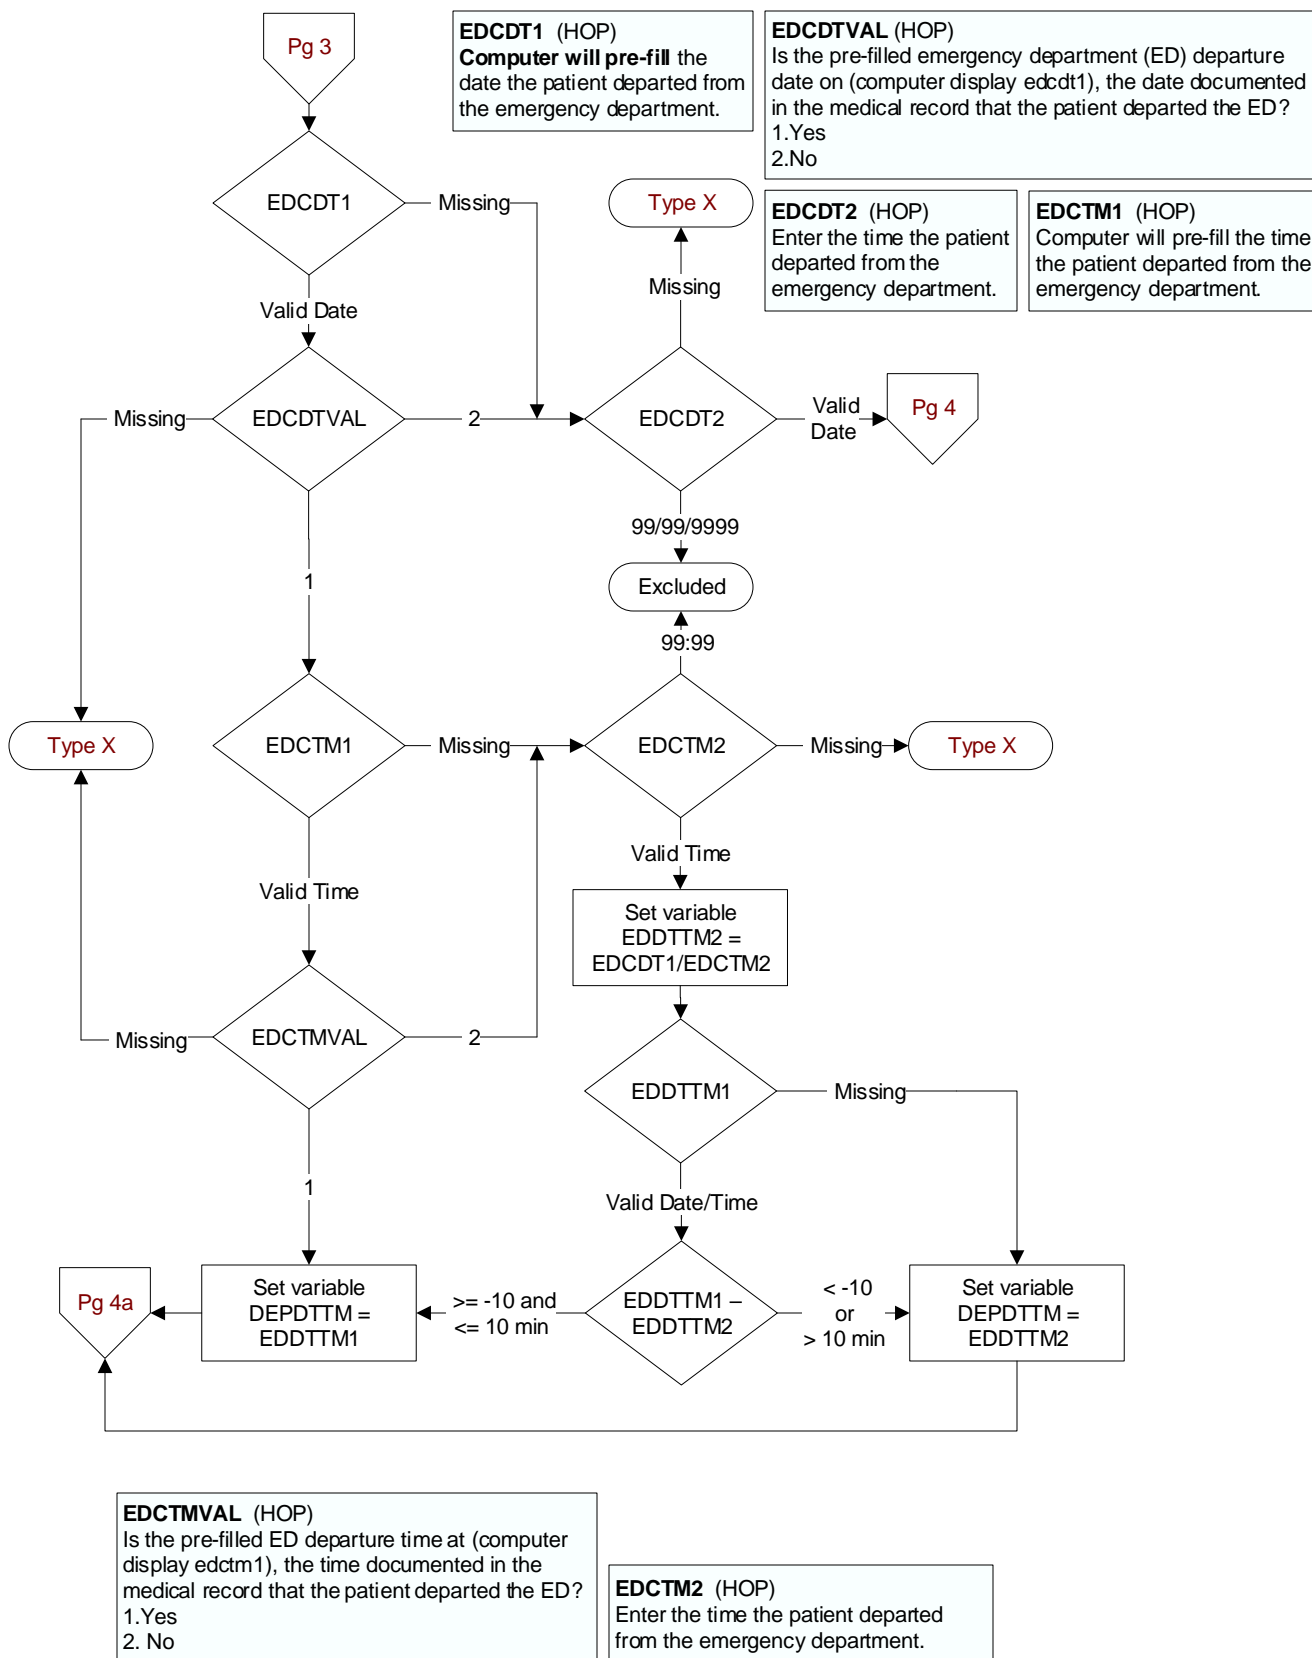 Pg 3
EDCDT1 (HOP)
Computer will pre-fill the
date the patient departed from
the emergency department.
EDCDTVAL (HOP)
Is the pre-filled emergency department (ED) departure
date on (computer display edcdt1), the date documented
in the medical record that the patient departed the ED?
1.Yes
2.No
EDCDT1
Missing
Type X
EDCDT2 (HOP)
Enter the time the patient
departed from the
emergency department.
EDCTM1 (HOP)
Computer will pre-fill the time
the patient departed from the
emergency department.
Missing
Valid Date
Missing
EDCDTVAL
2
EDCDT2
Valid
Date
Pg 4
99/99/9999
1
Excluded
99:99
Type X
EDCTM1
Missing
EDCTM2
Missing
Type X
Valid Time
Valid Time
Set variable
EDDTTM2 =
EDCDT1/EDCTM2
Missing
EDCTMVAL
2
EDDTTM1
Missing
1
Valid Date/Time
Pg 4a
Set variable
DEPDTTM =
EDDTTM1
>= -10 and
<= 10 min
EDDTTM1 –
EDDTTM2
< -10
or
> 10 min
Set variable
DEPDTTM =
EDDTTM2
EDCTMVAL (HOP)
Is the pre-filled ED departure time at (computer
display edctm1), the time documented in the
medical record that the patient departed the ED?
1.Yes
2. No
EDCTM2 (HOP)
Enter the time the patient departed
from the emergency department.